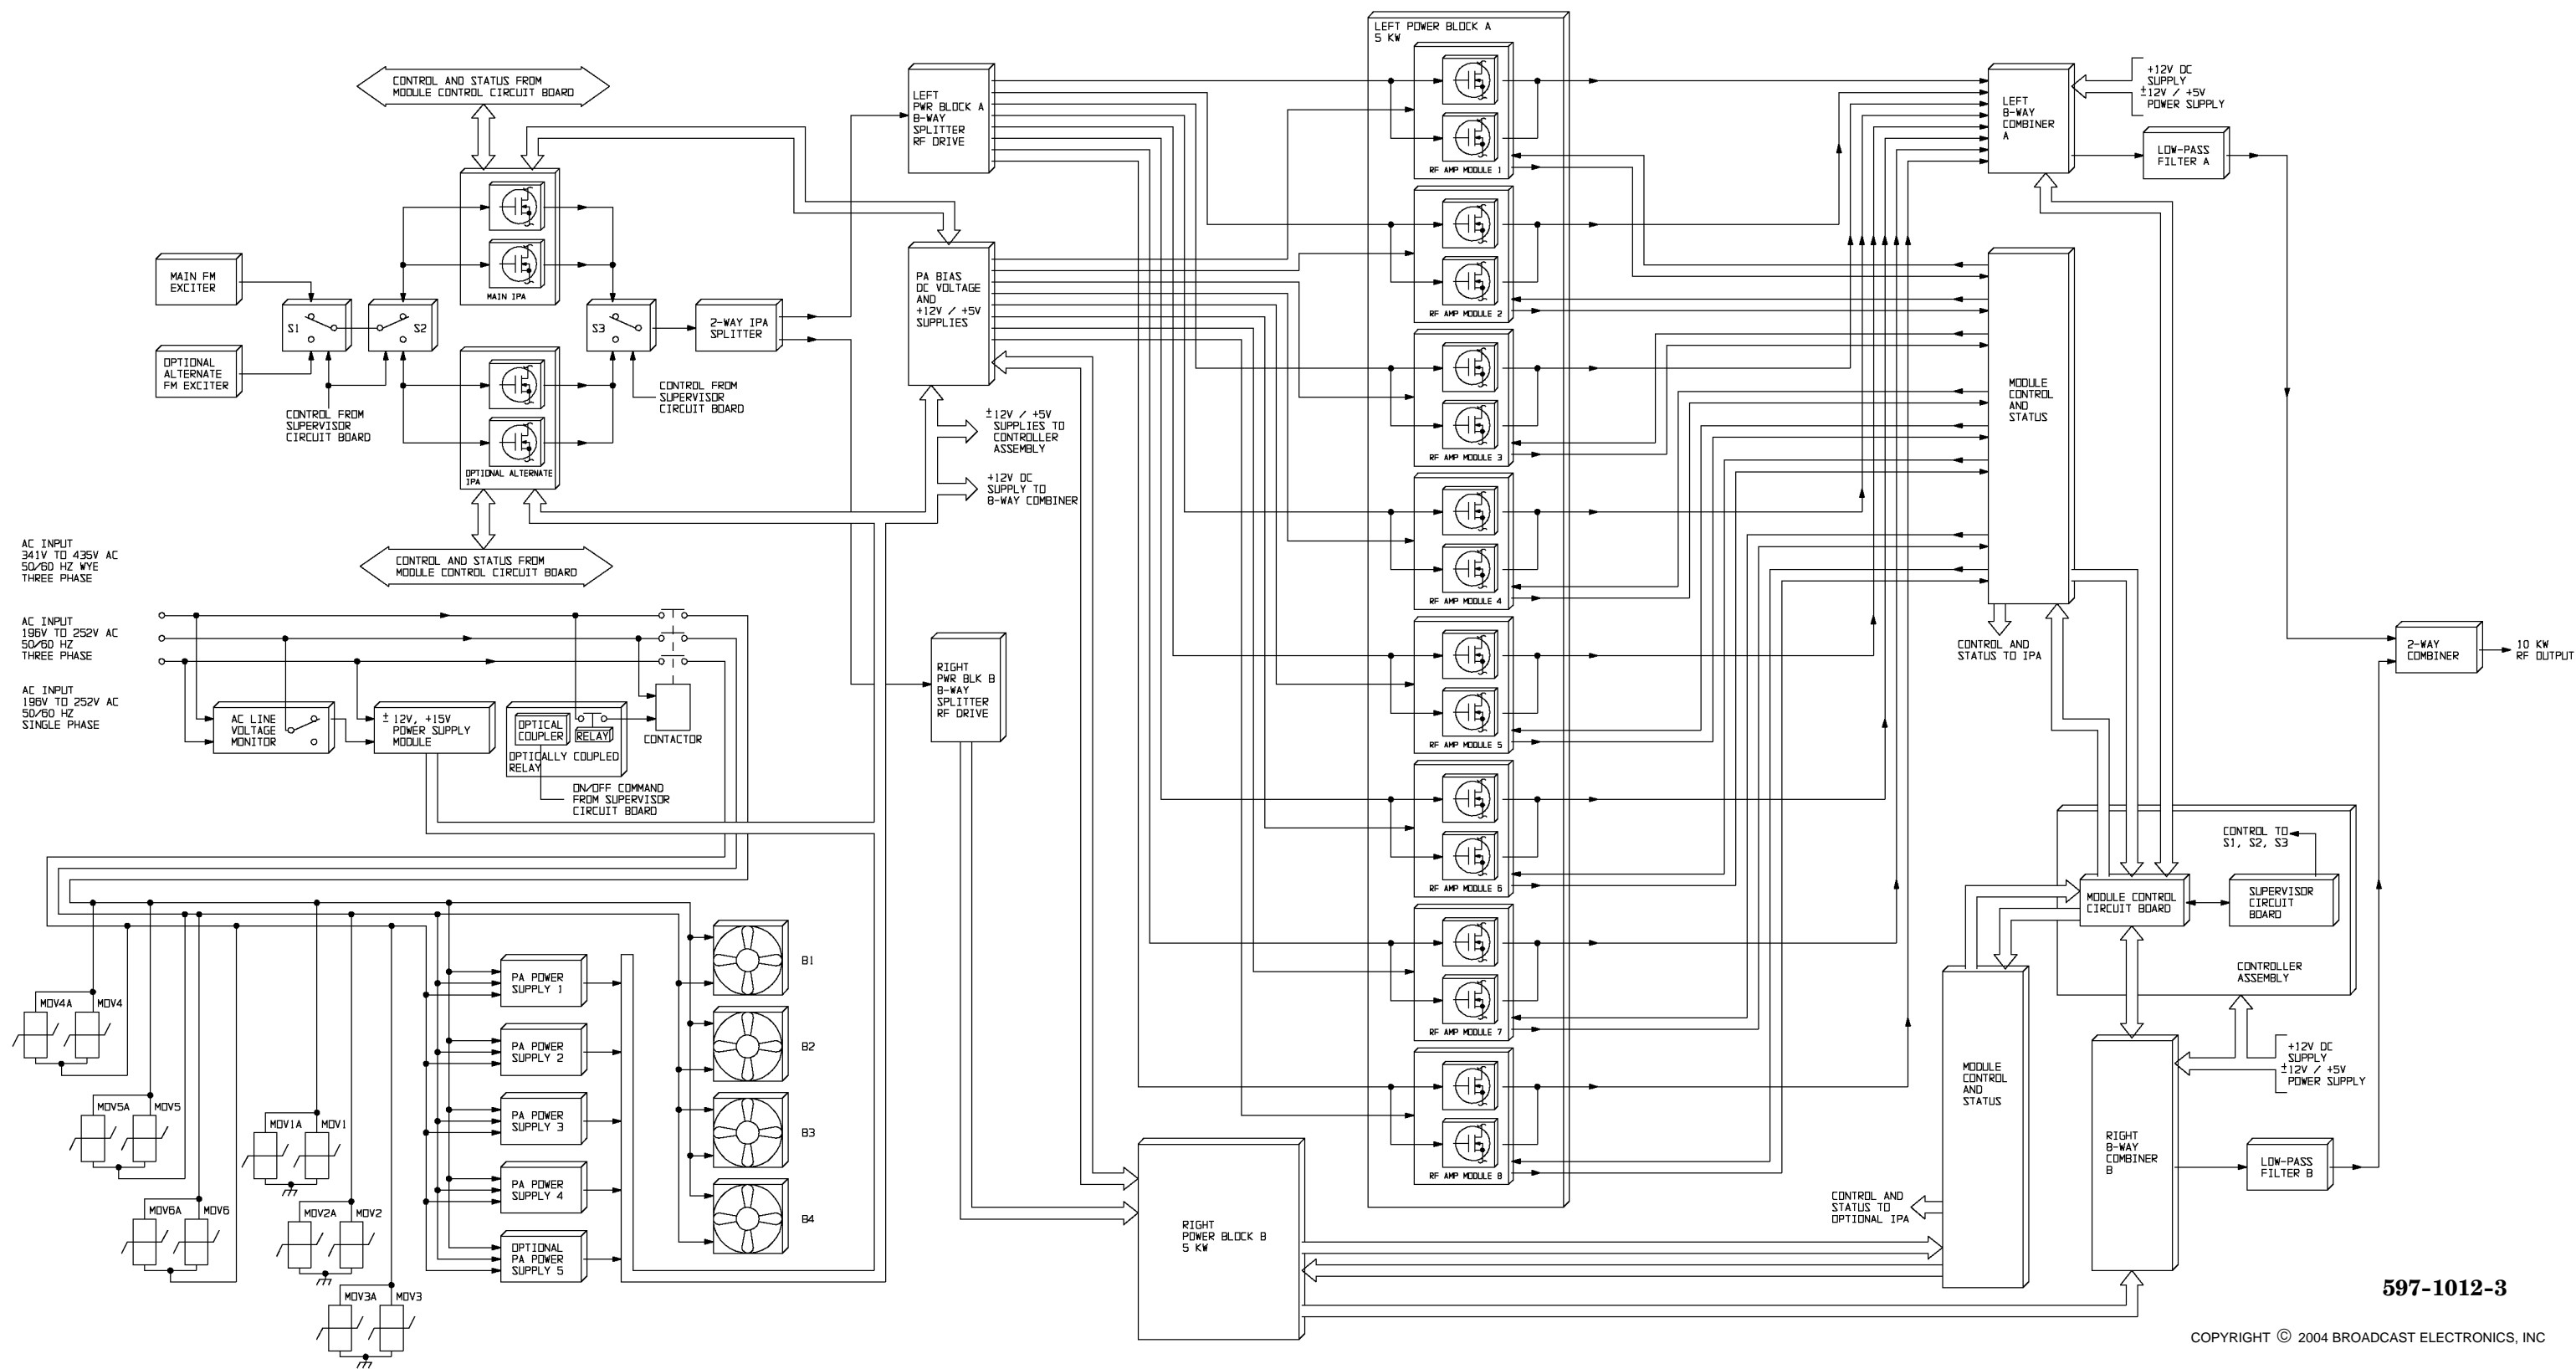 LEFT POWER BLOCK A
5 KW
RF AMP MODULE 1
RF AMP MODULE 2
RF AMP MODULE 3
RF AMP MODULE 4
RF AMP MODULE 5
RF AMP MODULE 6
RF AMP MODULE 7
RF AMP MODULE 8
CONTROL AND STATUS FROM
MODULE CONTROL CIRCUIT BOARD
MAIN FM
EXCITER
OPTIONAL
ALTERNATE
FM EXCITER
S1
S2
CONTROL FROM
SUPERVISOR
CIRCUIT BOARD
MAIN IPA
OPTIONAL ALTERNATE
IPA
S3
CONTROL FROM
SUPERVISOR
CIRCUIT BOARD
2-WAY IPA
SPLITTER
CONTROL AND STATUS FROM
MODULE CONTROL CIRCUIT BOARD
LEFT
PWR BLOCK A
8-WAY
SPLITTER
RF DRIVE
PA BIAS
DC VOLTAGE
AND
+12V / +5V
SUPPLIES
±12V / +5V
SUPPLIES TO
CONTROLLER
ASSEMBLY
+12V DC
SUPPLY TO
8-WAY COMBINER
RIGHT
PWR BLK B
8-WAY
SPLITTER
RF DRIVE
LEFT
8-WAY
COMBINER
A
+12V DC
SUPPLY
±12V / +5V
POWER SUPPLY
LOW-PASS
FILTER A
MODULE
CONTROL
AND
STATUS
CONTROL AND
STATUS TO IPA
2-WAY
COMBINER
10 KW
RF OUTPUT
AC INPUT
341V TO 435V AC
50/60 HZ WYE
THREE PHASE
AC INPUT
196V TO 252V AC
50/60 HZ
THREE PHASE
AC INPUT
196V TO 252V AC
50/60 HZ
SINGLE PHASE
AC LINE
VOLTAGE
MONITOR
± 12V, +15V
POWER SUPPLY
MODULE
OPTICAL
COUPLER
RELAY
OPTICALLY COUPLED
RELAY
CONTACTOR
ON/OFF COMMAND
FROM SUPERVISOR
CIRCUIT BOARD
MOV4A
MOV4
MOV5A
MOV5
MOV6A
MOV6
MOV1A
MOV1
MOV2A
MOV2
MOV3A
MOV3
PA POWER
SUPPLY 1
PA POWER
SUPPLY 2
PA POWER
SUPPLY 3
PA POWER
SUPPLY 4
OPTIONAL
PA POWER
SUPPLY 5
B1
B2
B3
B4
RIGHT
POWER BLOCK B
5 KW
CONTROL TO
S1, S2, S3
MODULE CONTROL
CIRCUIT BOARD
SUPERVISOR
CIRCUIT
BOARD
CONTROLLER
ASSEMBLY
MODULE
CONTROL
AND
STATUS
CONTROL AND
STATUS TO
OPTIONAL IPA
RIGHT
8-WAY
COMBINER
B
+12V DC
SUPPLY
±12V / +5V
POWER SUPPLY
LOW-PASS
FILTER B
597-1012-3
COPYRIGHT © 2004 BROADCAST ELECTRONICS, INC